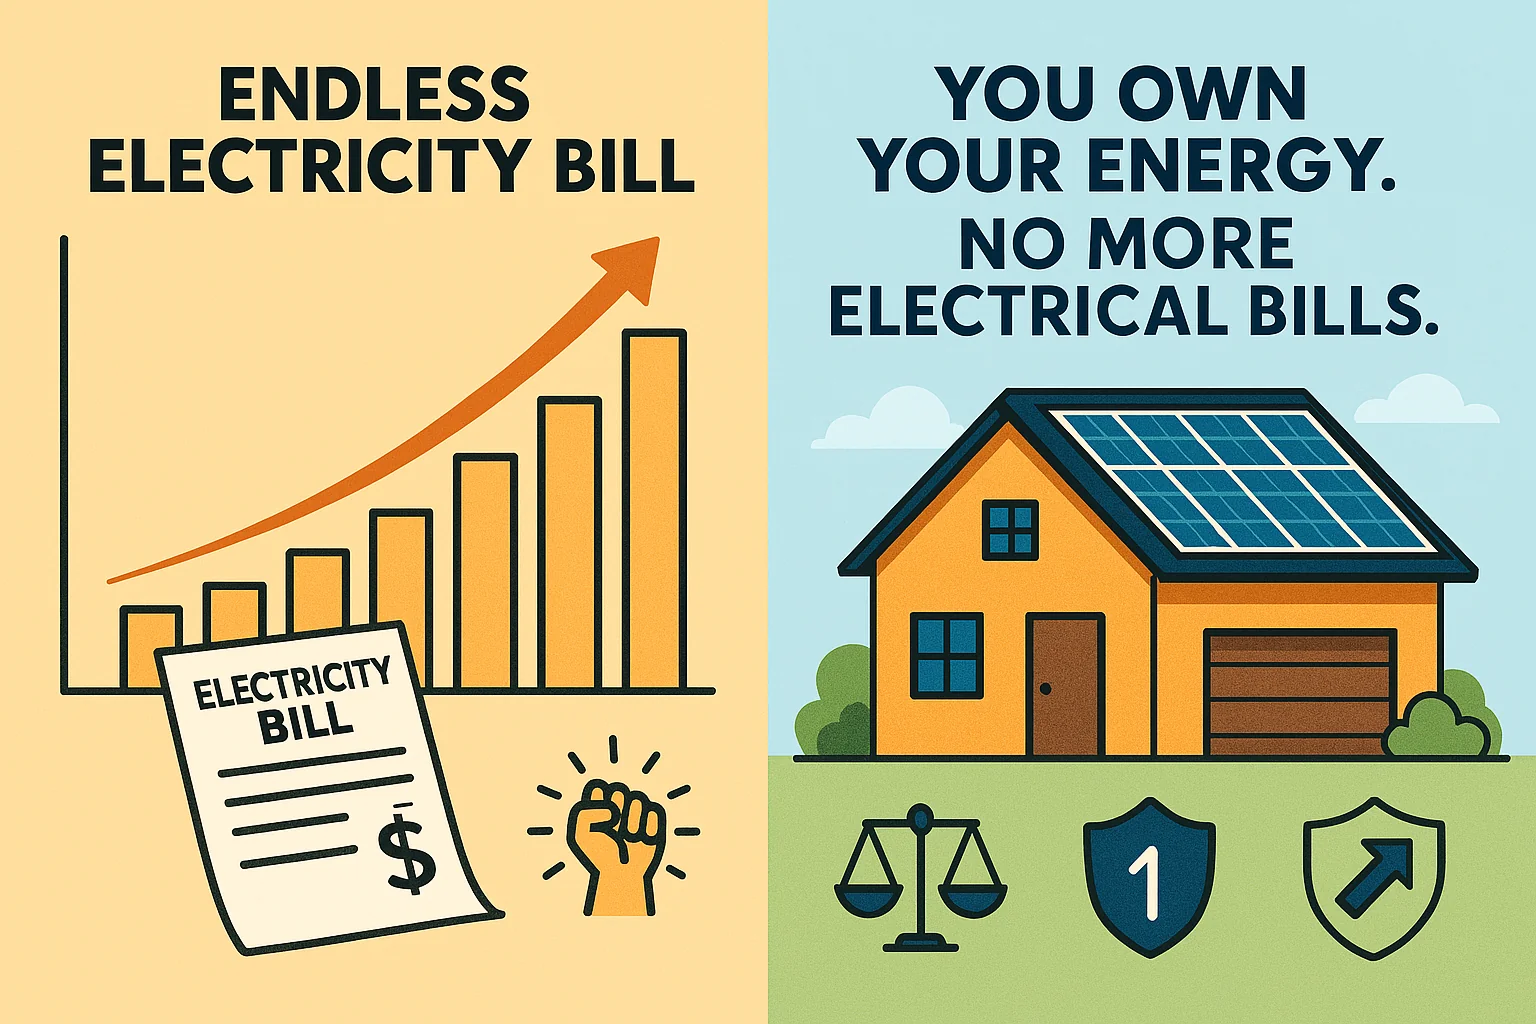 ENDLESS
ELECTRICITY BILL
ELECTRICITY
BILL
$
YOU OWN
YOUR ENERGY.
NO MORE
ELECTRICAL BILLS.
1